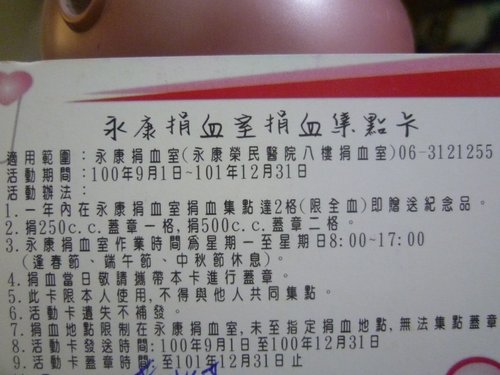 永康捐血室捐血集點卡
適用範圍：永康捐血室(永康榮民醫院八樓捐血室)06-3121255
活動期間：100年9月1日~101年12月31日
活動辦法：
1.一年內在永康捐血室捐血集點達2格(限全血)即贈送紀念品。
2.捐250c.c.蓋章一格,捐500c.c.蓋章二格。
3.永康捐血室作業時間為星期一至星期日8:00~17:00
(逢春節、端午節、中秋節休息)。
4.捐血當日敬請攜帶本卡進行蓋章。
5.此卡限本人使用,不得與他人共同集點。
6.活動卡遺失不補發。
7.捐血地點限制在永康捐血室,未至指定捐血地點,無法集點蓋章
8.活動卡發送時間:100年9月1日至100年12月31日
9.活動卡蓋章時間:至101年12月31日止